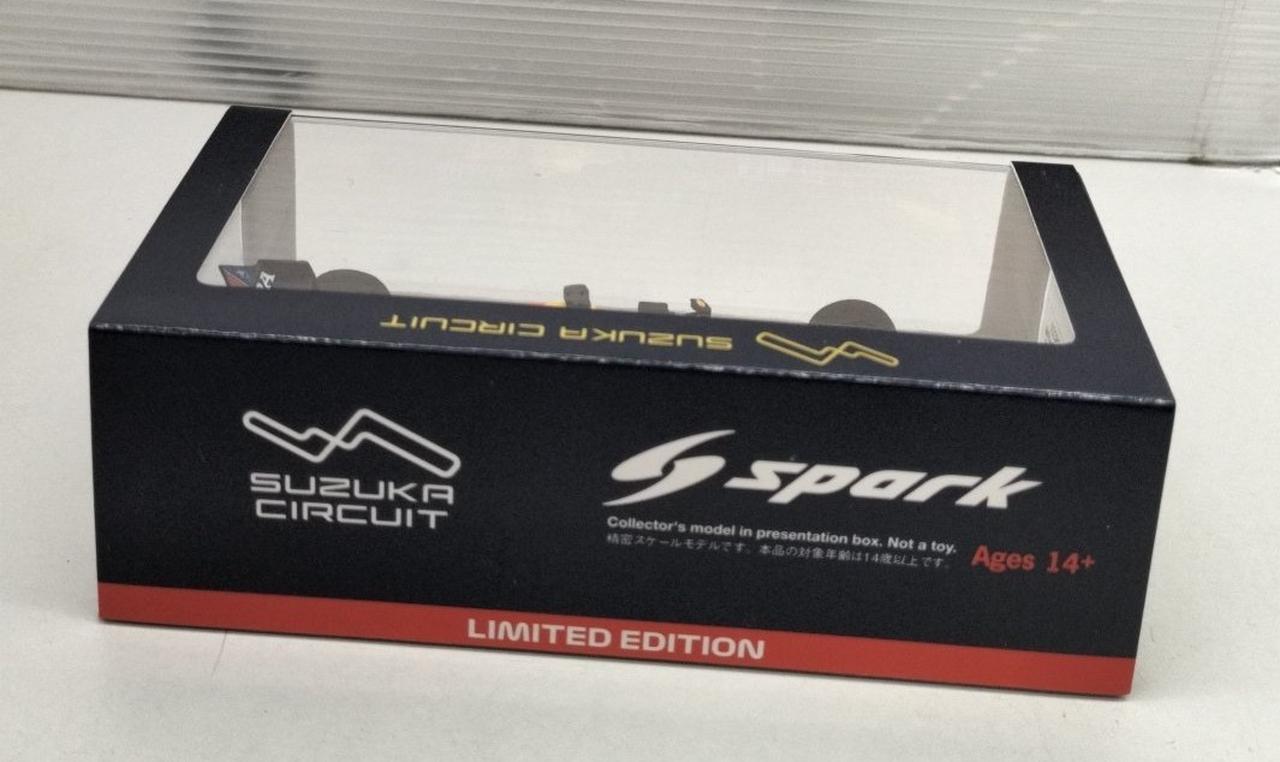 SUZUKA CIRCUIT
SUZUKA
CIRCUIT
spark
Collector's model in presentation box. Not a toy.
精密スケールモデルです。本品の対象年齢は14歳以上です。
Ages 14+
LIMITED EDITION